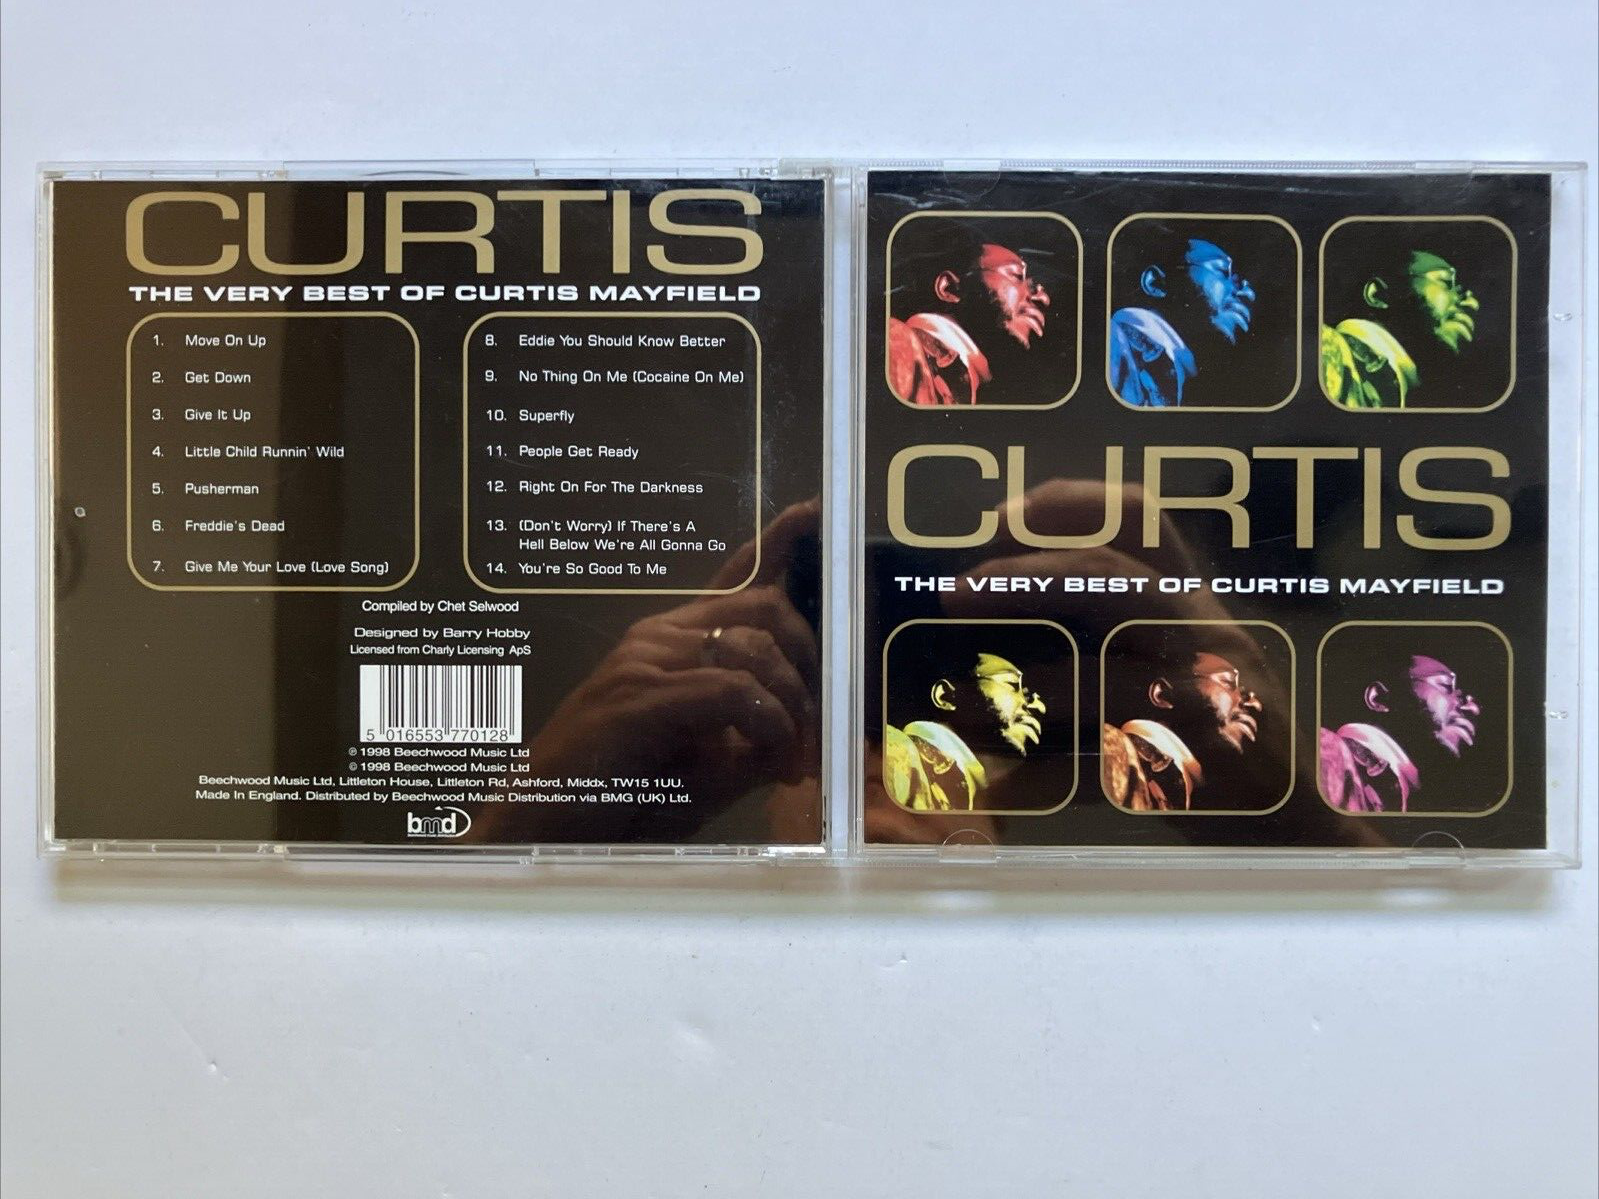 CURTIS
THE VERY BEST OF CURTIS MAYFIELD
1. Move On Up
2. Get Down
3. Give It Up
4. Little Child Runnin' Wild
5. Pusherman
6. Freddie's Dead
7. Give Me Your Love (Love Song)
8. Eddie You Should Know Better
9. No Thing On Me (Cocaine On Me)
10. Superfly
11. People Get Ready
12. Right On For The Darkness
13. (Don't Worry) If There's A
Hell Below We're All Gonna Go
14. You're So Good To Me
Compiled by Chet Selwood
Designed by Barry Hobby
Licensed from Charly Licensing ApS
5 016553 770128
℗ 1998 Beechwood Music Ltd
© 1998 Beechwood Music Ltd
Beechwood Music Ltd, Littleton House, Littleton Rd, Ashford, Middx, TW15 1UU.
Made In England. Distributed by Beechwood Music Distribution via BMG (UK) Ltd.
bmd
CURTIS
THE VERY BEST OF CURTIS MAYFIELD